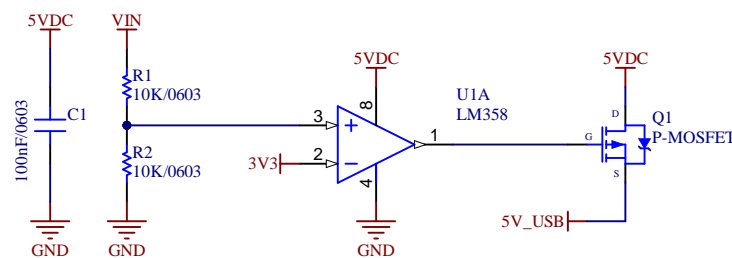 5VDC
VIN
5VDC
5VDC
R1
10K/0603
R2
10K/0603
C1
100nF/0603
3
2
8
4
1
3V3
U1A
LM358
D
G
S
Q1
P-MOSFET
5V_USB
GND
GND
GND